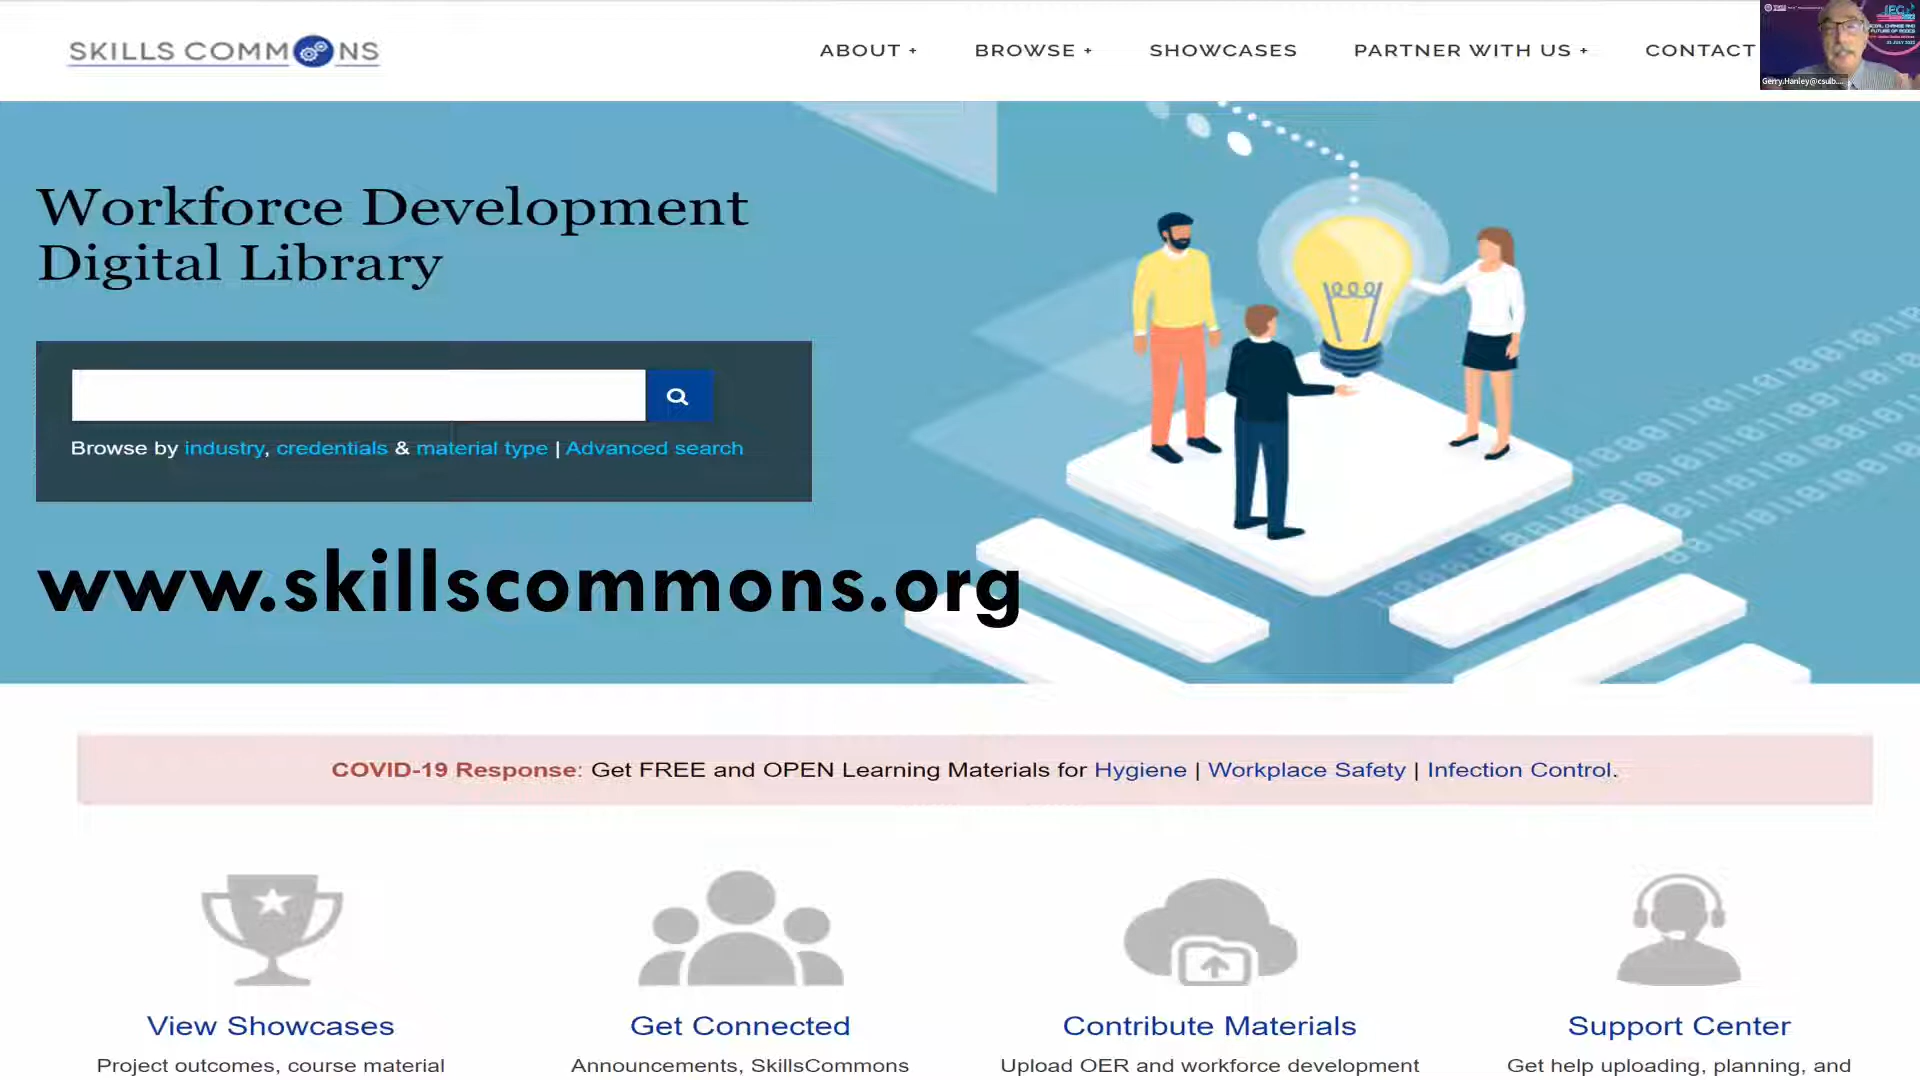 SKILLS COMMONS
ABOUT +
BROWSE +
SHOWCASES
PARTNER WITH US +
CONTACT
Gerry.Hanley@csulb....
Workforce Development
Digital Library
Browse by industry, credentials & material type | Advanced search
www.skillscommons.org
COVID-19 Response: Get FREE and OPEN Learning Materials for Hygiene | Workplace Safety | Infection Control.
View Showcases
Project outcomes, course material
Get Connected
Announcements, SkillsCommons
Contribute Materials
Upload OER and workforce development
Support Center
Get help uploading, planning, and